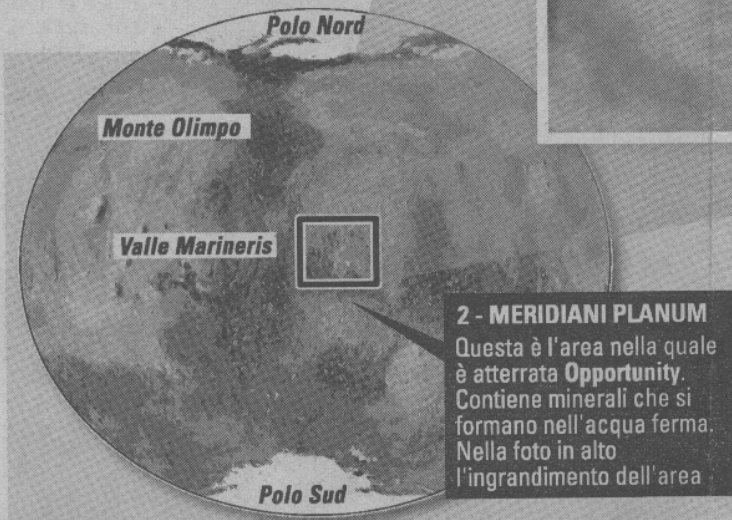 Polo Nord
Monte Olimpo
Valle Marineris
2 - MERIDIANI PLANUM
Questa è l'area nella quale
è atterrata Opportunity.
Contiene minerali che si
formano nell'acqua ferma.
Nella foto in alto
l'ingrandimento dell'area
Polo Sud